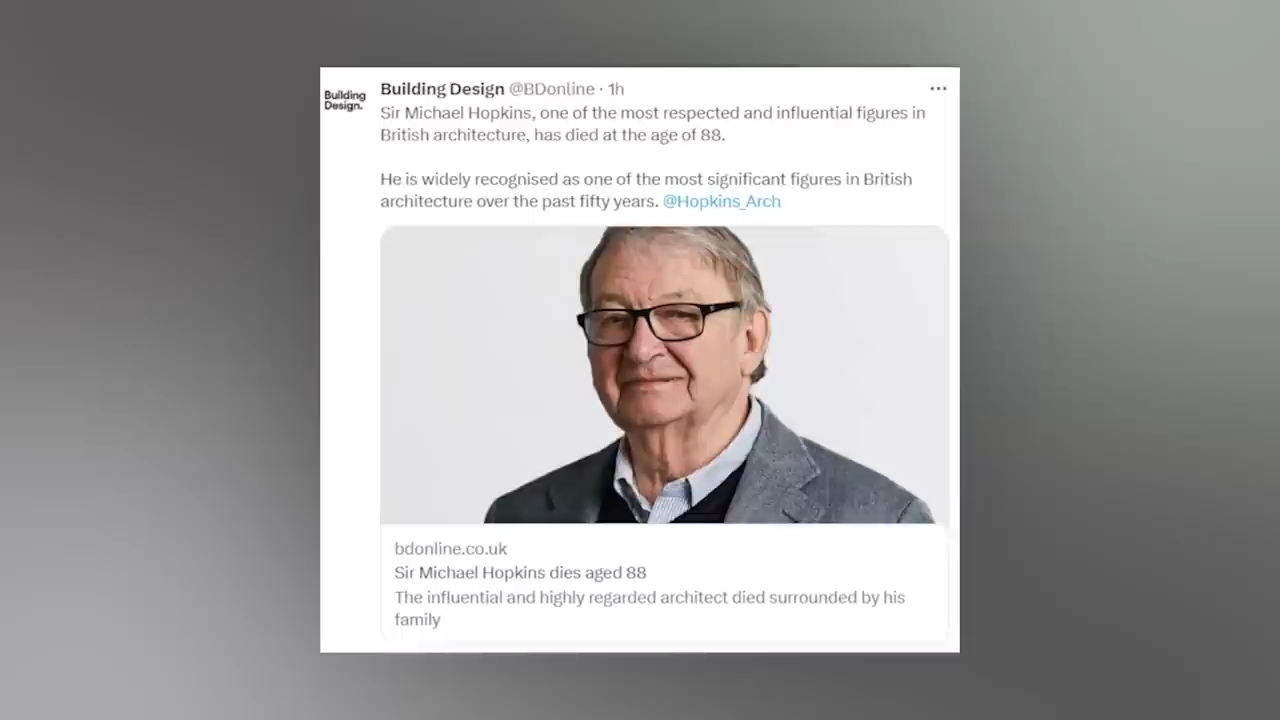 Building Design @BDonline · 1h
Building
Design.
Sir Michael Hopkins, one of the most respected and influential figures in
British architecture, has died at the age of 88.
He is widely recognised as one of the most significant figures in British
architecture over the past fifty years. @Hopkins_Arch
bdonline.co.uk
Sir Michael Hopkins dies aged 88
The influential and highly regarded architect died surrounded by his
family